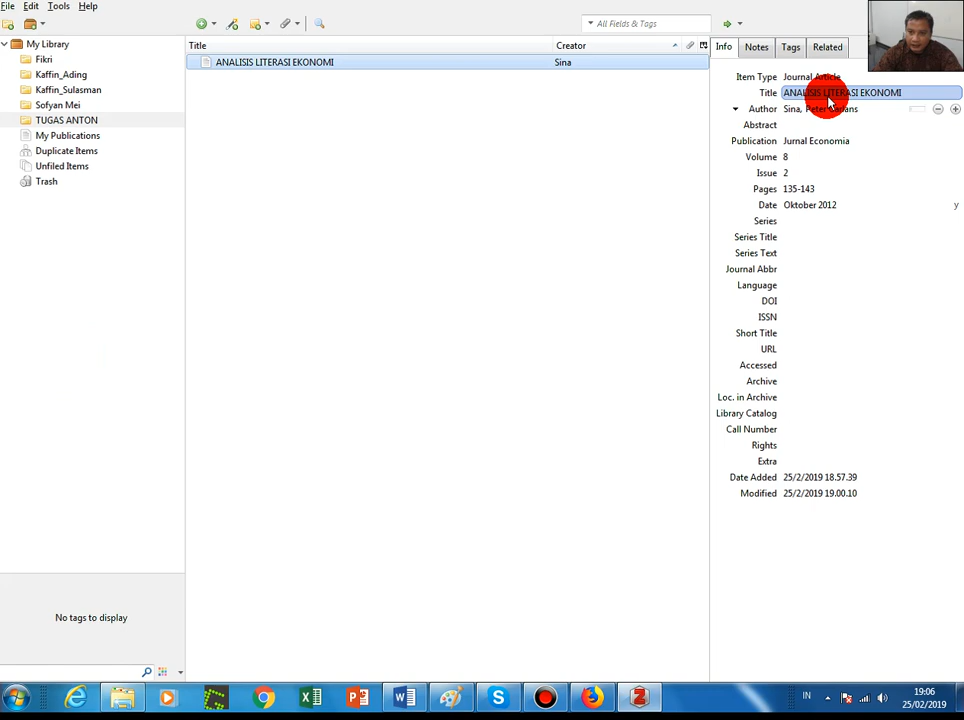 File Edit Tools Help
All Fields & Tags
My Library
Fikri
Kaffin_Ading
Kaffin_Sulasman
Sofyan Mei
TUGAS ANTON
My Publications
Duplicate Items
Unfiled Items
Trash
No tags to display
Title Creator
ANALISIS LITERASI EKONOMI Sina
Info Notes Tags Related
Item Type Journal Article
Title ANALISIS LITERASI EKONOMI
Author Sina, Peter
Abstract
Publication Jurnal Economia
Volume 8
Issue 2
Pages 135-143
Date Oktober 2012 y
Series
Series Title
Series Text
Journal Abbr
Language
DOI
ISSN
Short Title
URL
Accessed
Archive
Loc. in Archive
Library Catalog
Call Number
Rights
Extra
Date Added 25/2/2019 18.57.39
Modified 25/2/2019 19.00.10
IN
19:06
25/02/2019